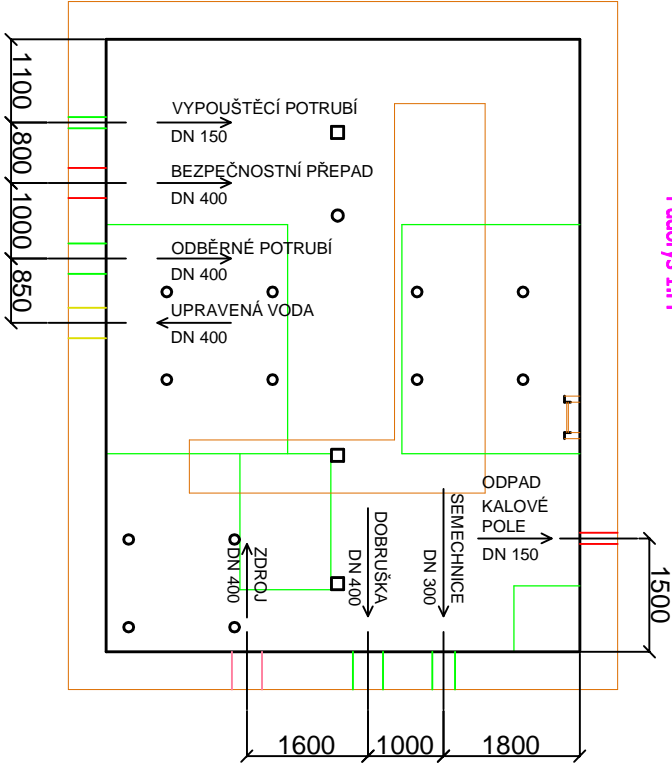 1100
800
1000
850
VYPOUŠTĚCÍ POTRUBÍ
DN 150
BEZPEČNOSTNÍ PŘEPAD
DN 400
ODBĚRNÉ POTRUBÍ
DN 400
UPRAVENÁ VODA
DN 400
ODPAD
KALOVÉ
POLE
DN 150
SEMECHNICE
DN 300
DOBRUŠKA
DN 400
ZDROJ
DN 400
1500
1600
1000
1800